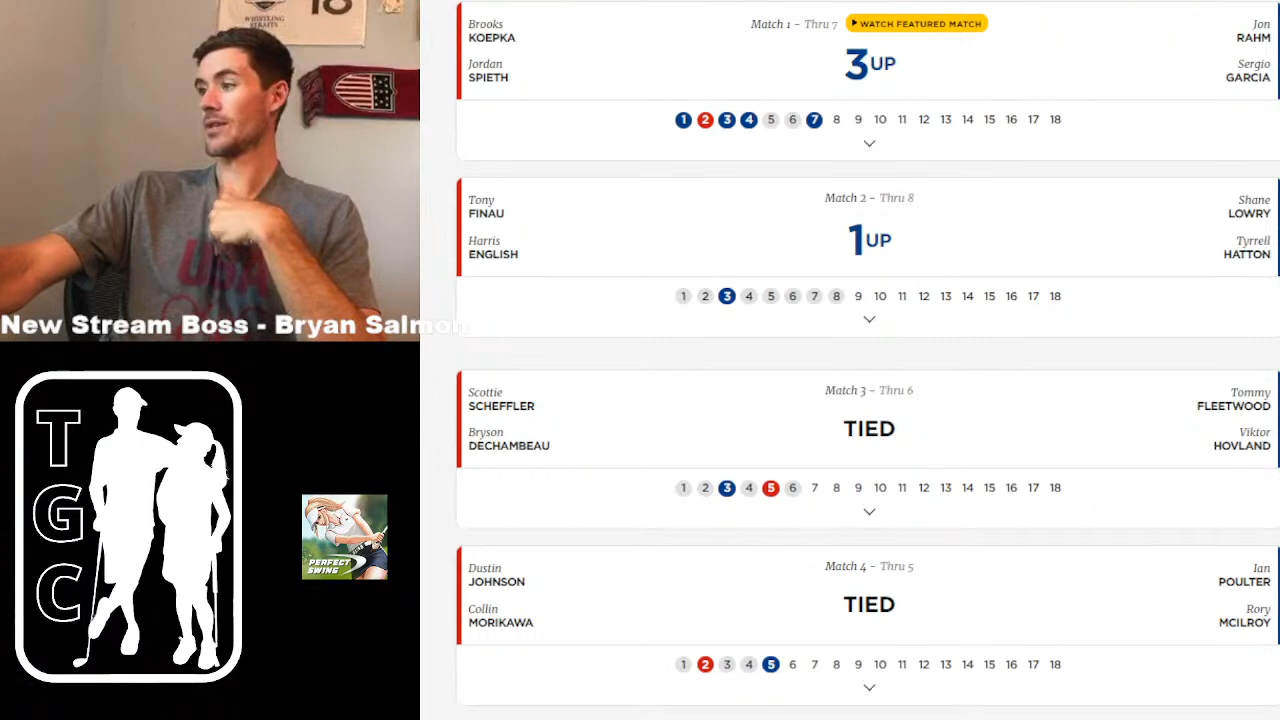 18
WHISTLING
STRAITS
USA
New Stream Boss - Bryan Salmon
T
G
C
PERFECT
SWING
Brooks
KOEPKA
Jordan
SPIETH
Match 1 - Thru 7 WATCH FEATURED MATCH
3 UP
Jon
RAHM
Sergio
GARCIA
1 2 3 4 5 6 7 8 9 10 11 12 13 14 15 16 17 18
Tony
FINAU
Harris
ENGLISH
Match 2 - Thru 8
1 UP
Shane
LOWRY
Tyrrell
HATTON
1 2 3 4 5 6 7 8 9 10 11 12 13 14 15 16 17 18
Scottie
SCHEFFLER
Bryson
DECHAMBEAU
Match 3 - Thru 6
TIED
Tommy
FLEETWOOD
Viktor
HOVLAND
1 2 3 4 5 6 7 8 9 10 11 12 13 14 15 16 17 18
Dustin
JOHNSON
Collin
MORIKAWA
Match 4 - Thru 5
TIED
Ian
POULTER
Rory
MCILROY
1 2 3 4 5 6 7 8 9 10 11 12 13 14 15 16 17 18